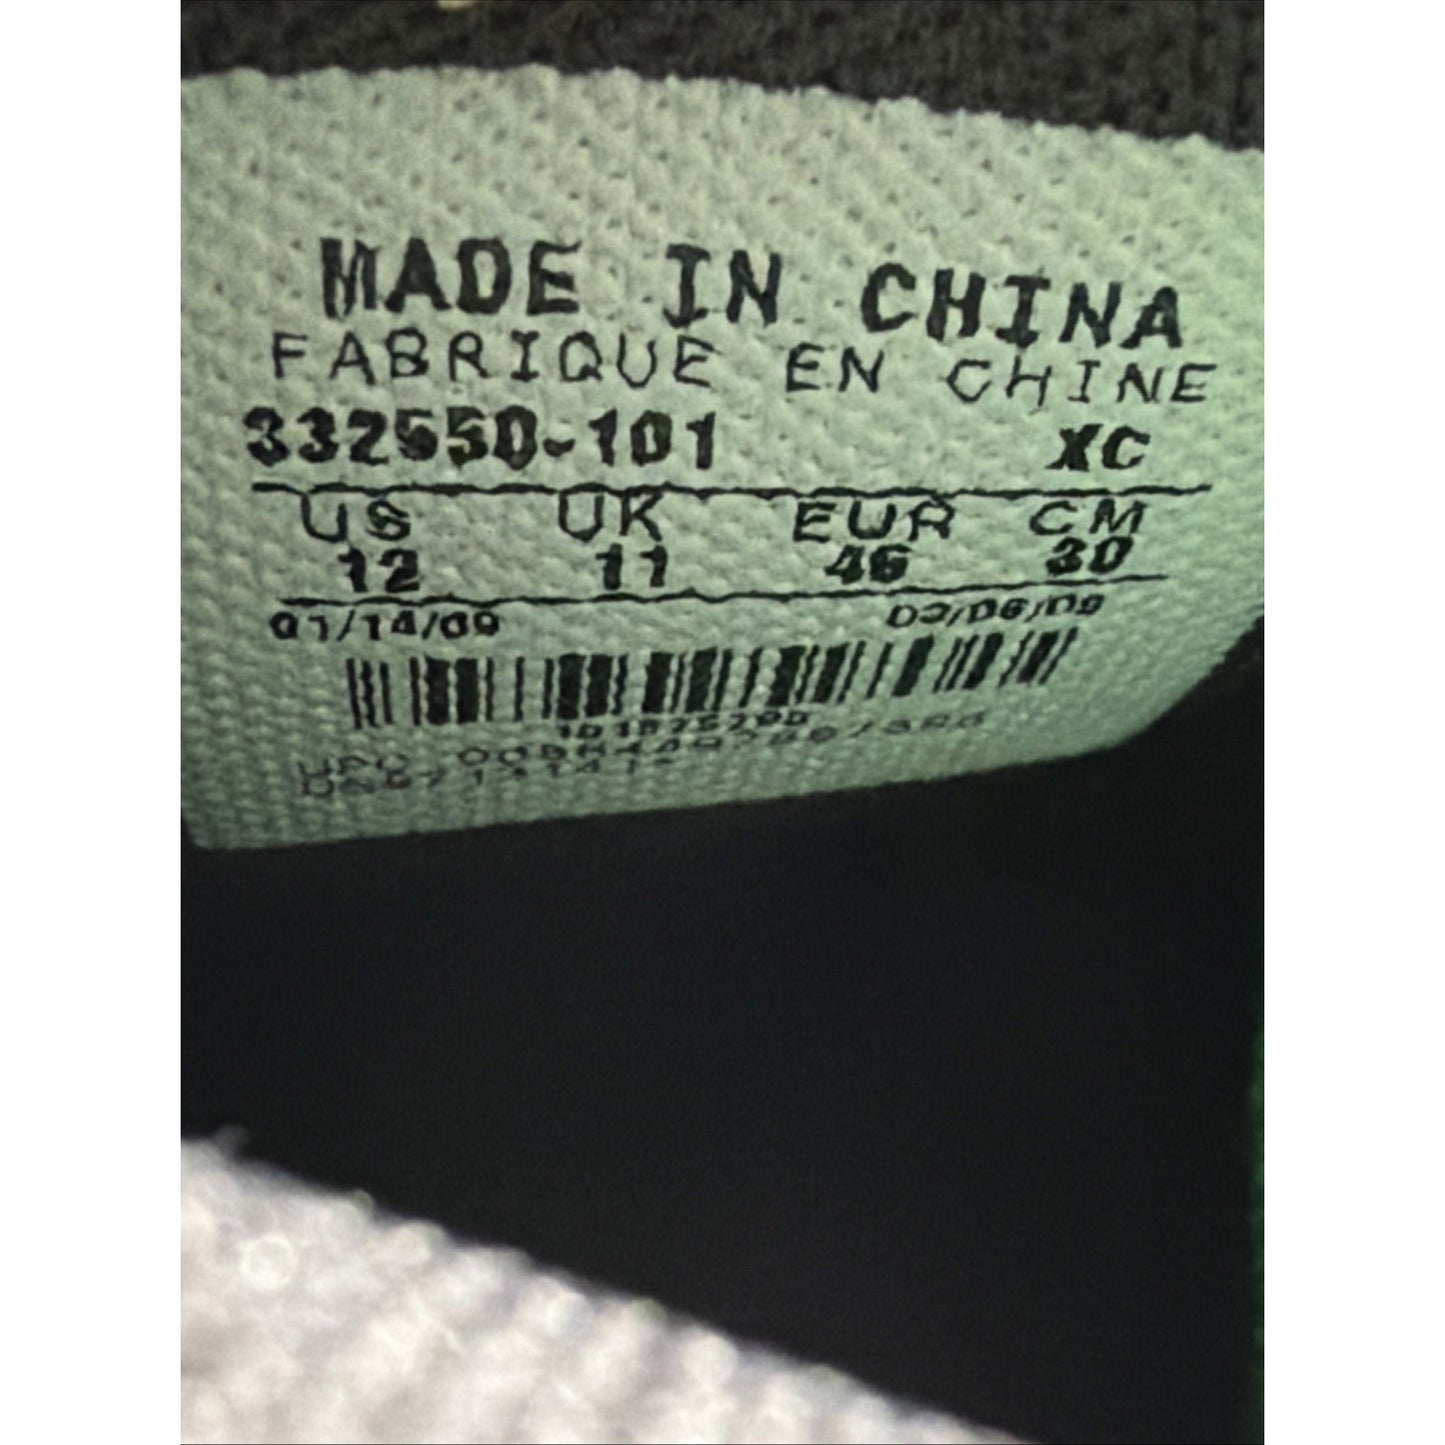 MADE IN CHINA
FABRIQUE EN CHINE
332550-101 XC
US UK EUR CM
12 11 46 30
01/14/09 03/06/09